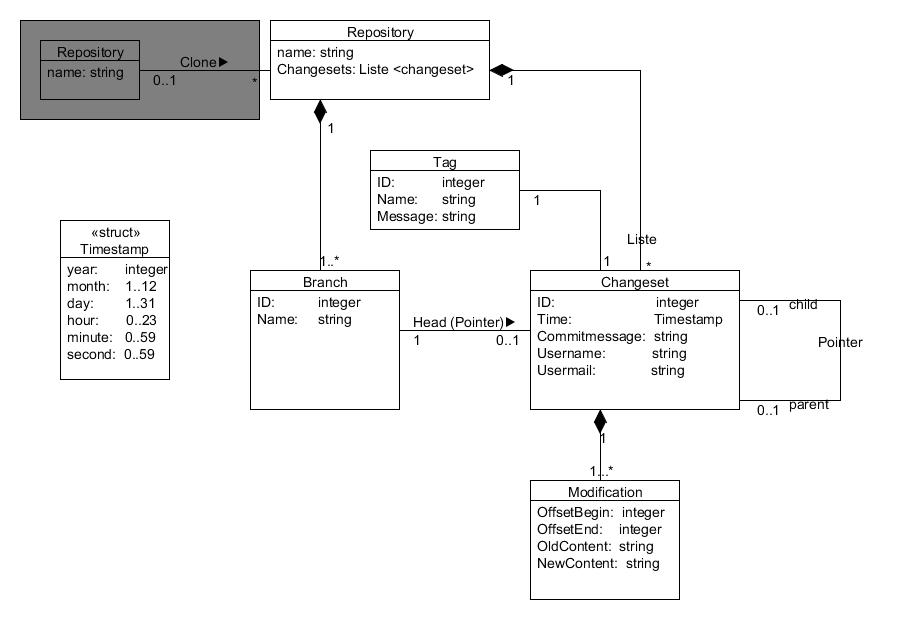 Repository
name: string
Clone▶
0..1
*
Repository
name: string
Changesets: Liste <changeset>
1
1
Tag
ID: integer
Name: string
Message: string
1
Liste
1
*
«struct»
Timestamp
year: integer
month: 1..12
day: 1..31
hour: 0..23
minute: 0..59
second: 0..59
1..*
Branch
ID: integer
Name: string
Head (Pointer)▶
1
0..1
Changeset
ID: integer
Time: Timestamp
Commitmessage: string
Username: string
Usermail: string
0..1
child
Pointer
0..1
parent
1
1...*
Modification
OffsetBegin: integer
OffsetEnd: integer
OldContent: string
NewContent: string